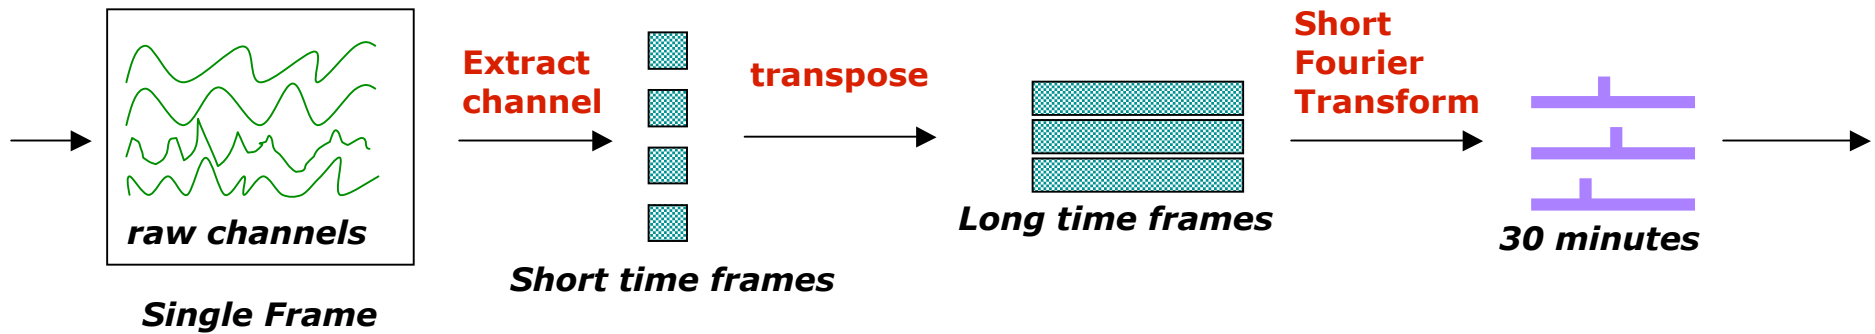 raw channels
Single Frame
Extract
channel
Short time frames
transpose
Long time frames
Short
Fourier
Transform
30 minutes